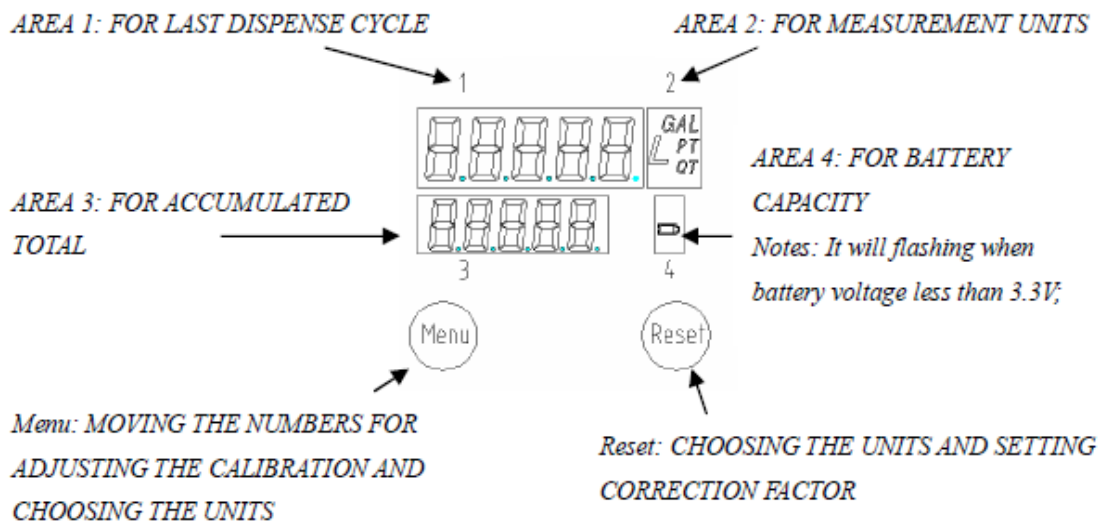 AREA 1: FOR LAST DISPENSE CYCLE
AREA 2: FOR MEASUREMENT UNITS
1
2
88888
GAL
L PT
QT
AREA 3: FOR ACCUMULATED
TOTAL
88888
AREA 4: FOR BATTERY
CAPACITY
Notes: It will flashing when
battery voltage less than 3.3V;
3
4
Menu
Reset
Menu: MOVING THE NUMBERS FOR
ADJUSTING THE CALIBRATION AND
CHOOSING THE UNITS
Reset: CHOOSING THE UNITS AND SETTING
CORRECTION FACTOR